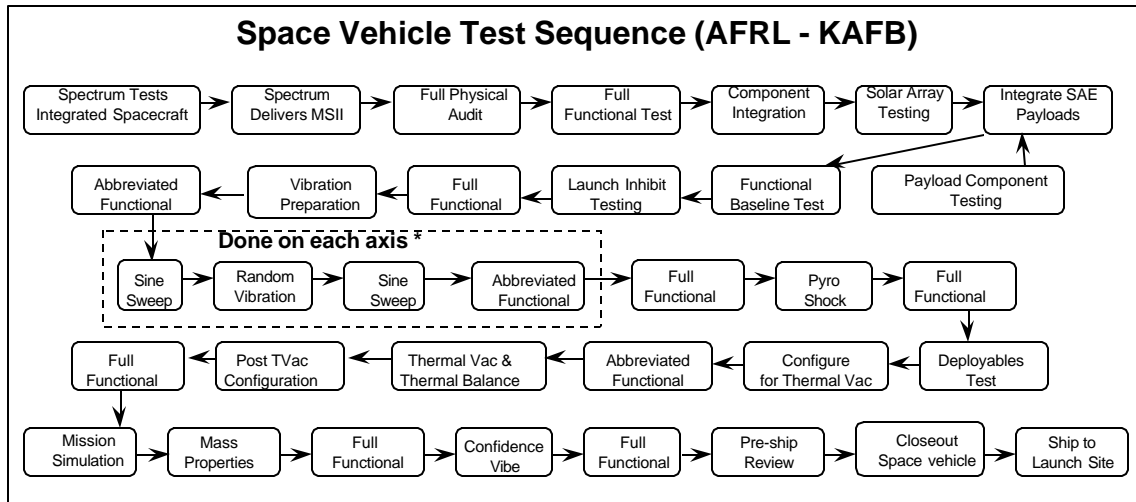 Space Vehicle Test Sequence (AFRL - KAFB)
Spectrum Tests
Integrated Spacecraft
Spectrum
Delivers MSII
Full Physical
Audit
Full
Functional Test
Component
Integration
Solar Array
Testing
Integrate SAE
Payloads
Payload Component
Testing
Functional
Baseline Test
Launch Inhibit
Testing
Full
Functional
Vibration
Preparation
Abbreviated
Functional
Done on each axis *
Sine
Sweep
Random
Vibration
Sine
Sweep
Abbreviated
Functional
Full
Functional
Pyro
Shock
Full
Functional
Deployables
Test
Configure
for Thermal Vac
Abbreviated
Functional
Thermal Vac &
Thermal Balance
Post TVac
Configuration
Full
Functional
Mission
Simulation
Mass
Properties
Full
Functional
Confidence
Vibe
Full
Functional
Pre-ship
Review
Closeout
Space vehicle
Ship to
Launch Site